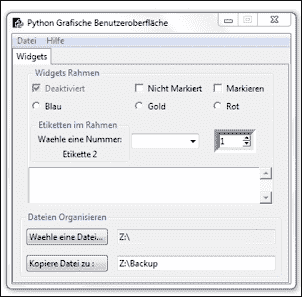 Python Grafische Benutzeroberfläche
Datei Hilfe
Widgets
Widgets Rahmen
Deaktiviert Nicht Markiert Markieren
Blau Gold Rot
Etiketten im Rahmen
Waehle eine Nummer: 1
Etikette 2
Dateien Organisieren
Waehle eine Datei... Z:\
Kopiere Datei zu : Z:\Backup